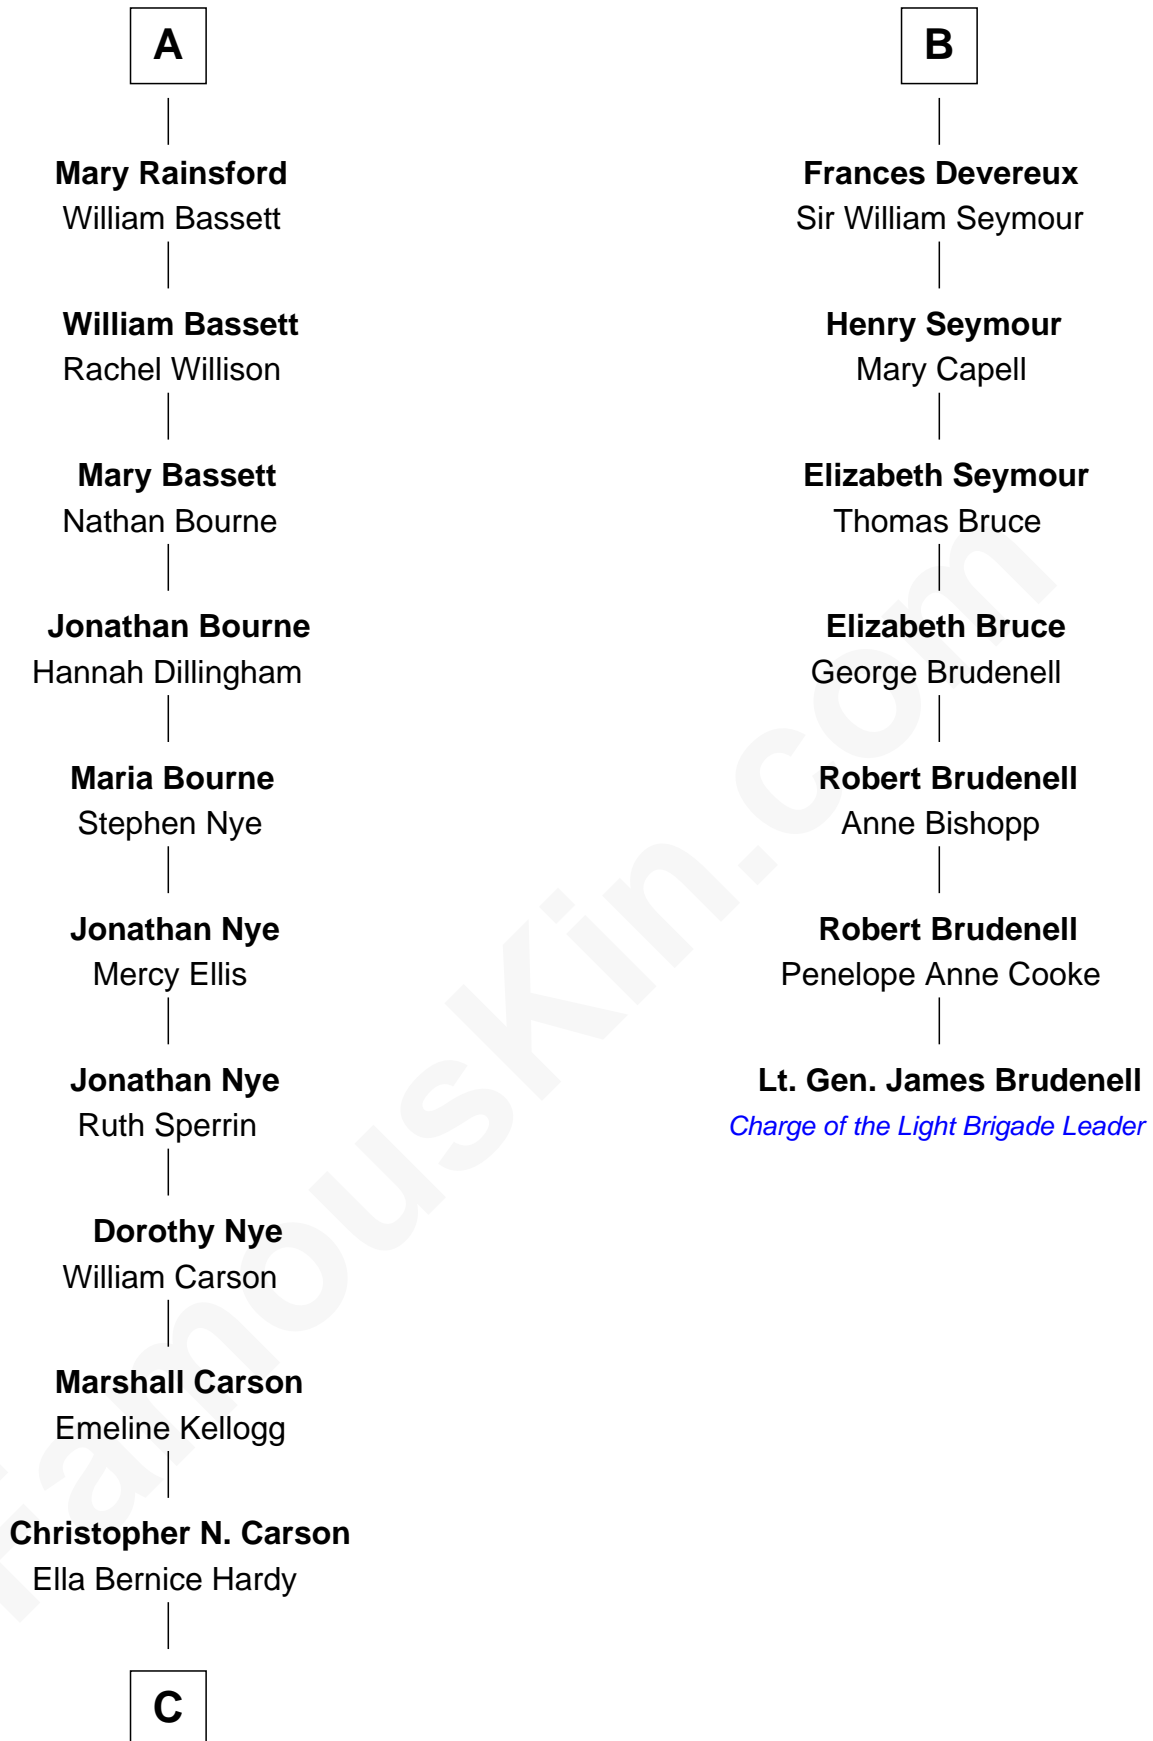 A
Mary Rainsford
William Bassett
William Bassett
Rachel Willison
Mary Bassett
Nathan Bourne
Jonathan Bourne
Hannah Dillingham
Maria Bourne
Stephen Nye
Jonathan Nye
Mercy Ellis
Jonathan Nye
Ruth Sperrin
Dorothy Nye
William Carson
Marshall Carson
Emeline Kellogg
Christopher N. Carson
Ella Bernice Hardy
C
B
Frances Devereux
Sir William Seymour
Henry Seymour
Mary Capell
Elizabeth Seymour
Thomas Bruce
Elizabeth Bruce
George Brudenell
Robert Brudenell
Anne Bishopp
Robert Brudenell
Penelope Anne Cooke
Lt. Gen. James Brudenell
Charge of the Light Brigade Leader
FamousKin.com